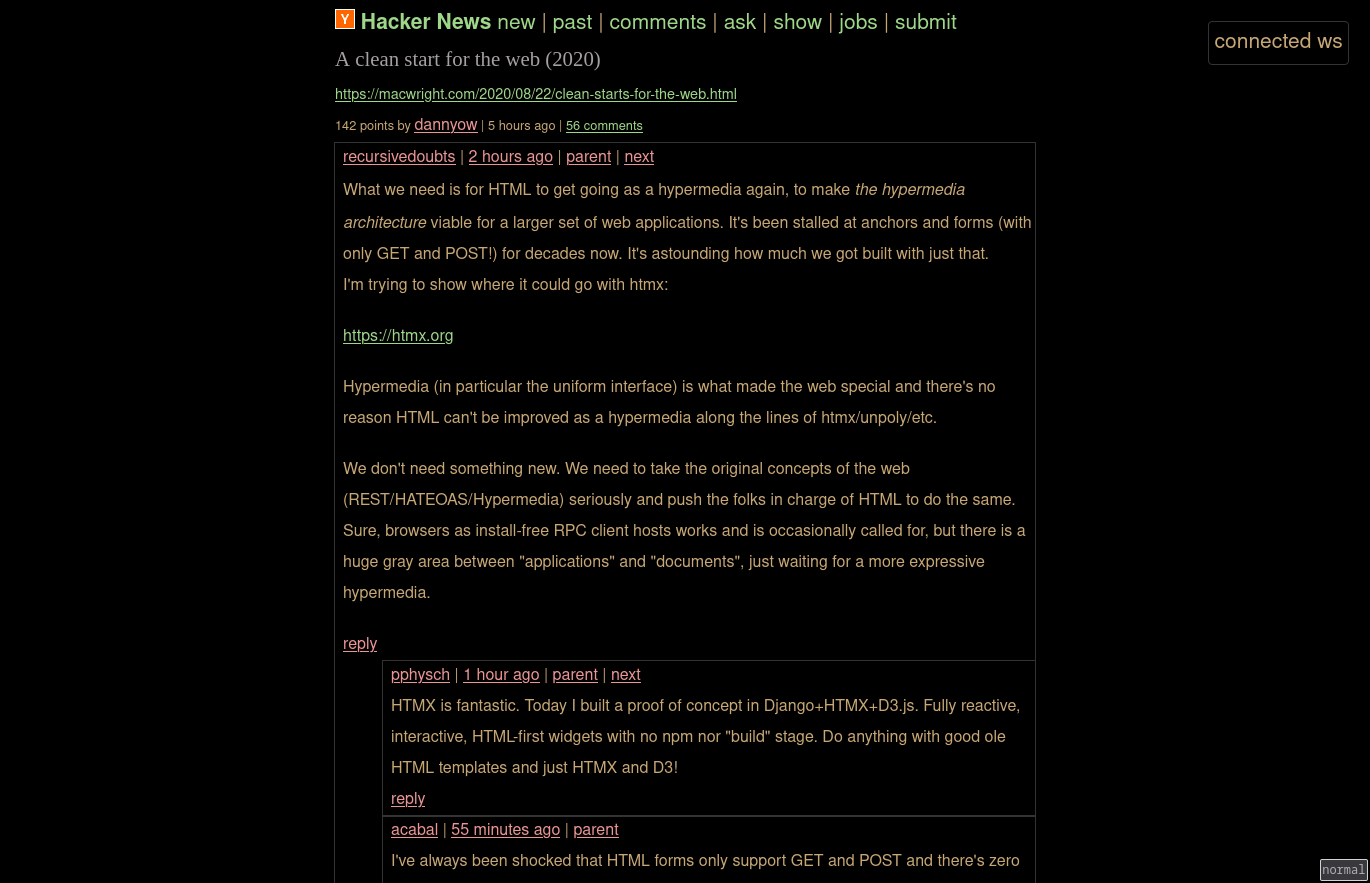 Y Hacker News new | past | comments | ask | show | jobs | submit
connected ws
A clean start for the web (2020)
https://macwright.com/2020/08/22/clean-starts-for-the-web.html
142 points by dannyow | 5 hours ago | 56 comments
recursivedoubts | 2 hours ago | parent | next
What we need is for HTML to get going as a hypermedia again, to make the hypermedia
architecture viable for a larger set of web applications. It's been stalled at anchors and forms (with
only GET and POST!) for decades now. It's astounding how much we got built with just that.
I'm trying to show where it could go with htmx:
https://htmx.org
Hypermedia (in particular the uniform interface) is what made the web special and there's no
reason HTML can't be improved as a hypermedia along the lines of htmx/unpoly/etc.
We don't need something new. We need to take the original concepts of the web
(REST/HATEOAS/Hypermedia) seriously and push the folks in charge of HTML to do the same.
Sure, browsers as install-free RPC client hosts works and is occasionally called for, but there is a
huge gray area between "applications" and "documents", just waiting for a more expressive
hypermedia.
reply
pphysch | 1 hour ago | parent | next
HTMX is fantastic. Today I built a proof of concept in Django+HTMX+D3.js. Fully reactive,
interactive, HTML-first widgets with no npm nor "build" stage. Do anything with good ole
HTML templates and just HTMX and D3!
reply
acabal | 55 minutes ago | parent
I've always been shocked that HTML forms only support GET and POST and there's zero
normal